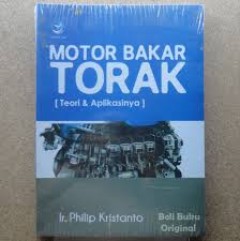 MOTOR BAKAR
TORAK
[ Teori & Aplikasinya ]
Ir. Philip Kristanto
Beli Buku
Original